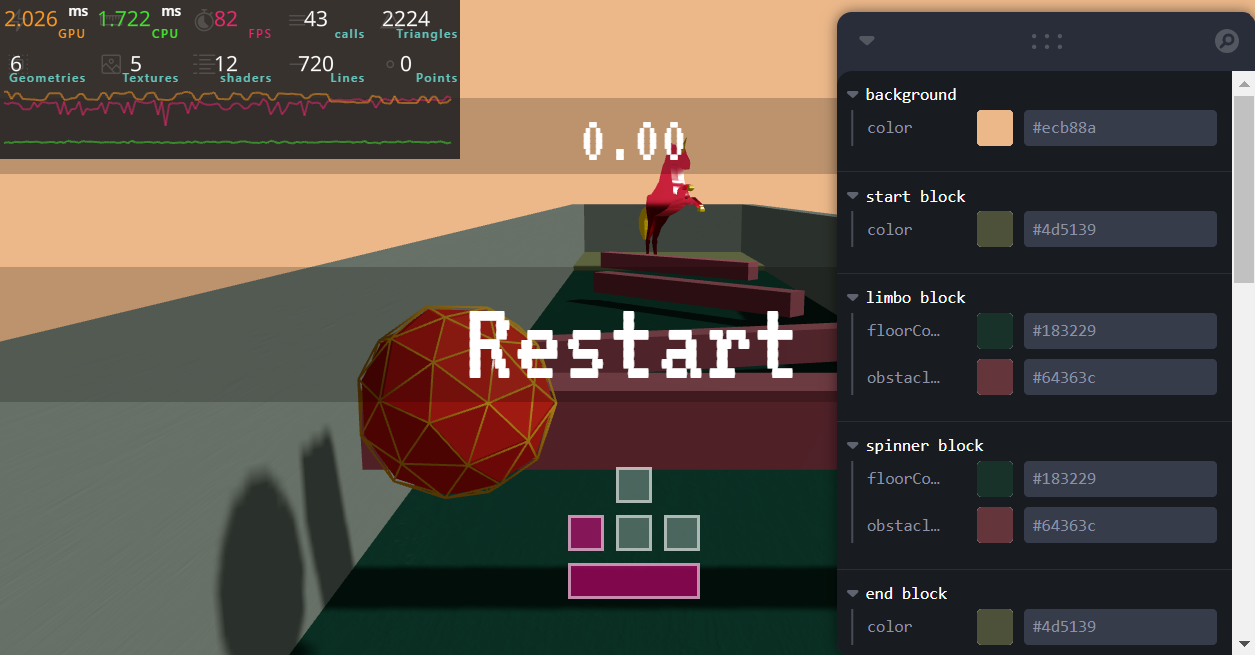 2.026 ms GPU 1.722 ms CPU 82 FPS 43 calls 2224 Triangles
6 Geometries 5 Textures 12 shaders 720 Lines 0 Points
0.00
Restart
background
color #ecb88a
start block
color #4d5139
limbo block
floorCo... #183229
obstacl... #64363c
spinner block
floorCo... #183229
obstacl... #64363c
end block
color #4d5139